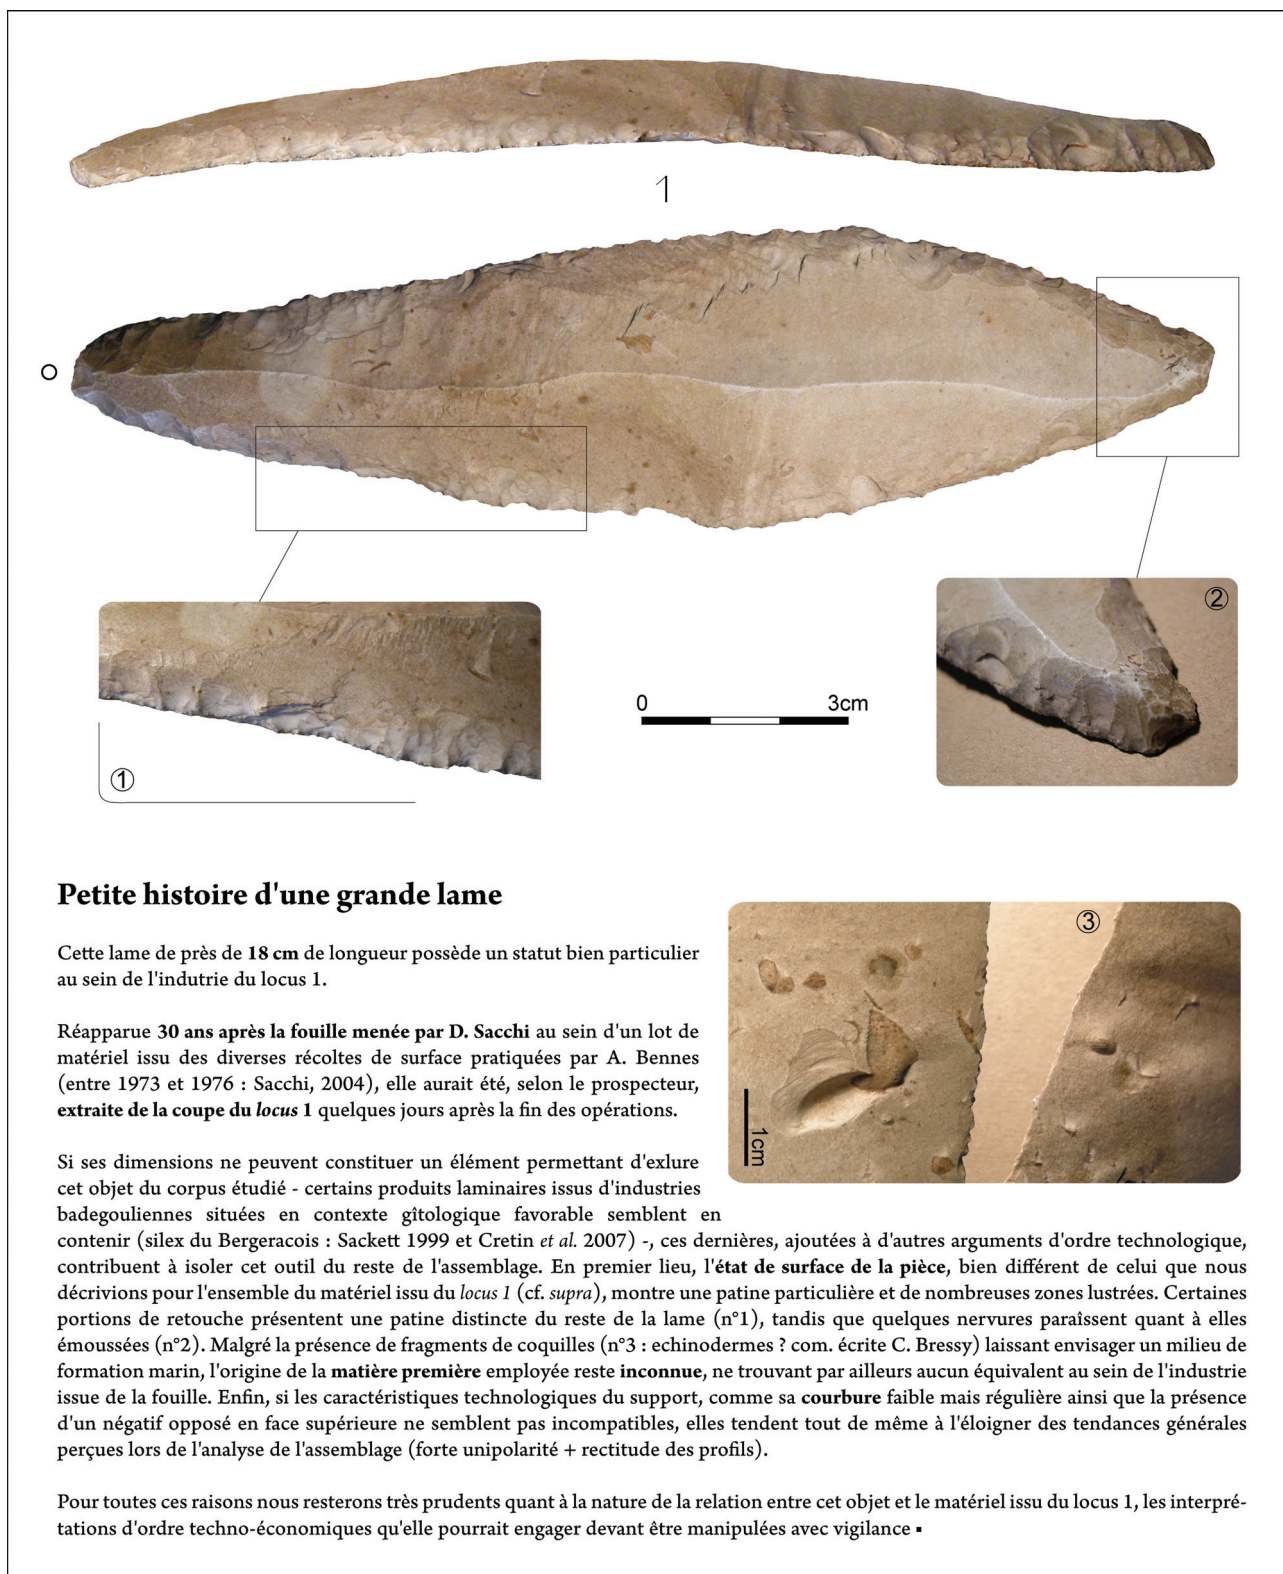 1
0 3cm
②
①
Petite histoire d'une grande lame
③
1cm
Cette lame de près de 18 cm de longueur possède un statut bien particulier
au sein de l'indutrie du locus 1.
Réapparue 30 ans après la fouille menée par D. Sacchi au sein d'un lot de
matériel issu des diverses récoltes de surface pratiquées par A. Bennes
(entre 1973 et 1976 : Sacchi, 2004), elle aurait été, selon le prospecteur,
extraite de la coupe du locus 1 quelques jours après la fin des opérations.
Si ses dimensions ne peuvent constituer un élément permettant d'exlure
cet objet du corpus étudié - certains produits laminaires issus d'industries
badegouliennes situées en contexte gîtologique favorable semblent en
contenir (silex du Bergeracois : Sackett 1999 et Cretin et al. 2007) -, ces dernières, ajoutées à d'autres arguments d'ordre technologique,
contribuent à isoler cet outil du reste de l'assemblage. En premier lieu, l'état de surface de la pièce, bien différent de celui que nous
décrivions pour l'ensemble du matériel issu du locus 1 (cf. supra), montre une patine particulière et de nombreuses zones lustrées. Certaines
portions de retouche présentent une patine distincte du reste de la lame (n°1), tandis que quelques nervures paraîssent quant à elles
émoussées (n°2). Malgré la présence de fragments de coquilles (n°3 : echinodermes ? com. écrite C. Bressy) laissant envisager un milieu de
formation marin, l'origine de la matière première employée reste inconnue, ne trouvant par ailleurs aucun équivalent au sein de l'industrie
issue de la fouille. Enfin, si les caractéristiques technologiques du support, comme sa courbure faible mais régulière ainsi que la présence
d'un négatif opposé en face supérieure ne semblent pas incompatibles, elles tendent tout de même à l'éloigner des tendances générales
perçues lors de l'analyse de l'assemblage (forte unipolarité + rectitude des profils).
Pour toutes ces raisons nous resterons très prudents quant à la nature de la relation entre cet objet et le matériel issu du locus 1, les interpré-
tations d'ordre techno-économiques qu'elle pourrait engager devant être manipulées avec vigilance ▪